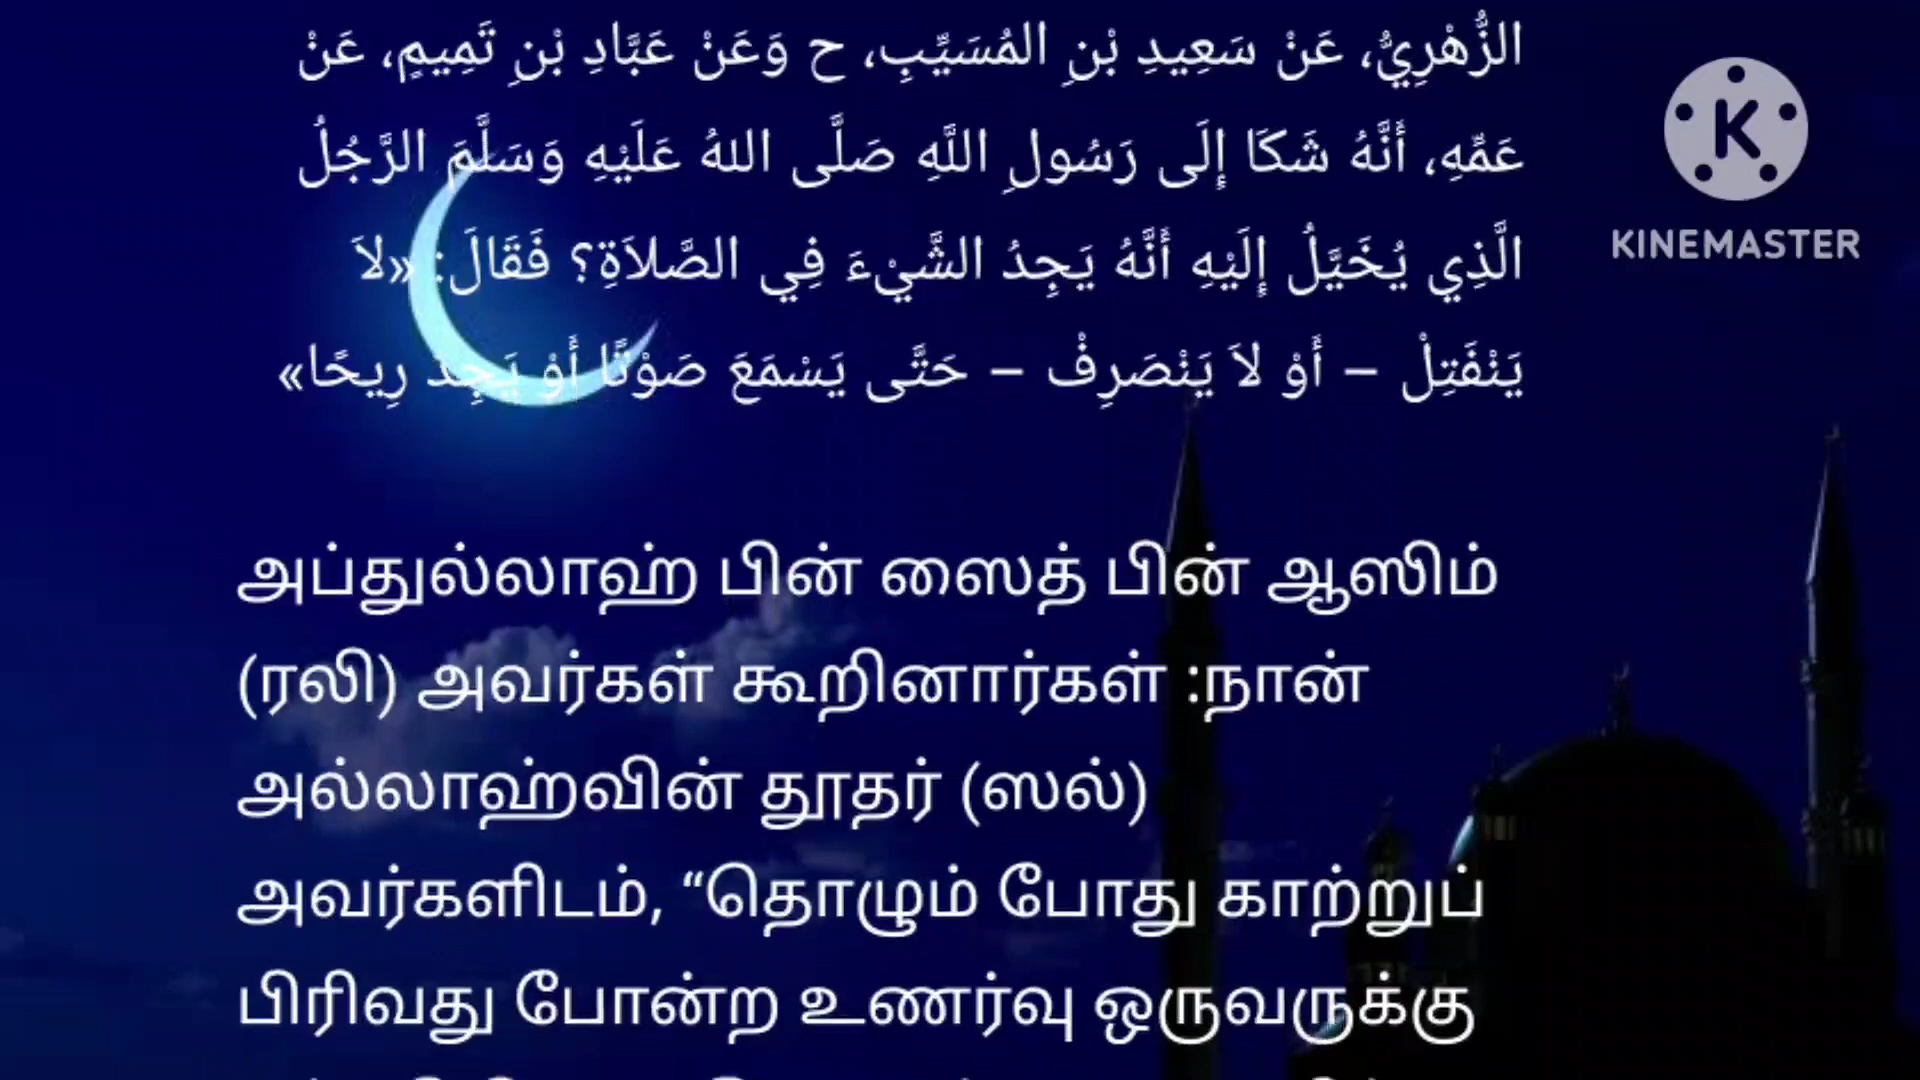 الزُّهْرِيُّ، عَنْ سَعِيدِ بْنِ المُسَيِّبِ، ح وَعَنْ عَبَّادِ بْنِ تَمِيمٍ، عَنْ
عَمِّهِ، أَنَّهُ شَكَا إِلَى رَسُولِ اللَّهِ صَلَّى اللهُ عَلَيْهِ وَسَلَّمَ الرَّجُلُ
الَّذِي يُخَيَّلُ إِلَيْهِ أَنَّهُ يَجِدُ الشَّيْءَ فِي الصَّلاَةِ؟ فَقَالَ: «لاَ
يَنْفَتِلْ – أَوْ لاَ يَنْصَرِفْ – حَتَّى يَسْمَعَ صَوْتًا أَوْ يَجِدَ رِيحًا»
KINEMASTER
அப்துல்லாஹ் பின் ஸைத் பின் ஆஸிம்
(ரலி) அவர்கள் கூறினார்கள் :நான்
அல்லாஹ்வின் தூதர் (ஸல்)
அவர்களிடம், “தொழும் போது காற்றுப்
பிரிவது போன்ற உணர்வு ஒருவருக்கு